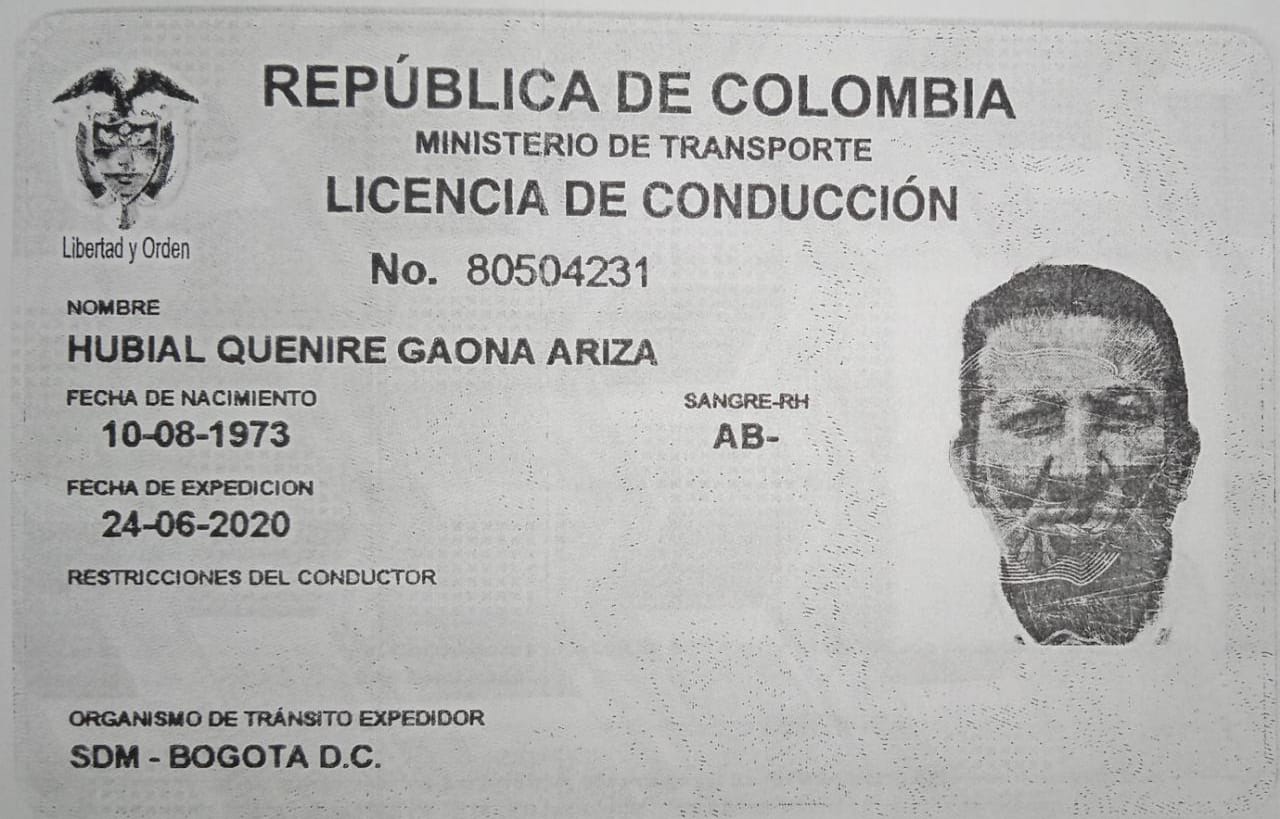 REPÚBLICA DE COLOMBIA
MINISTERIO DE TRANSPORTE
LICENCIA DE CONDUCCIÓN
Libertad y Orden
No. 80504231
NOMBRE
HUBIAL QUENIRE GAONA ARIZA
FECHA DE NACIMIENTO
10-08-1973
SANGRE-RH
AB-
FECHA DE EXPEDICION
24-06-2020
RESTRICCIONES DEL CONDUCTOR
ORGANISMO DE TRÁNSITO EXPEDIDOR
SDM - BOGOTA D.C.